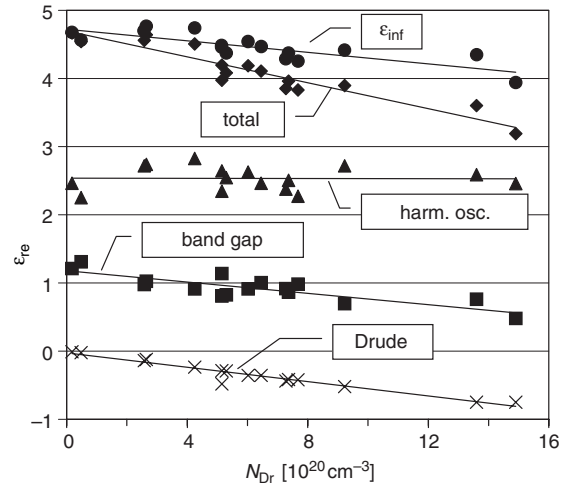 5
4
3
2
1
0
−1
ε_re
ε_inf
total
harm. osc.
band gap
Drude
0 4 8 12 16
N_Dr [10^20 cm^−3]